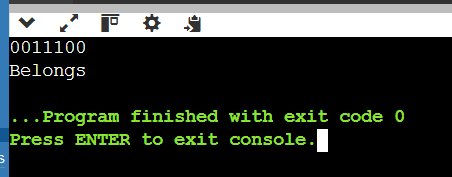 0011100
Belongs
...Program finished with exit code 0
Press ENTER to exit console.
s